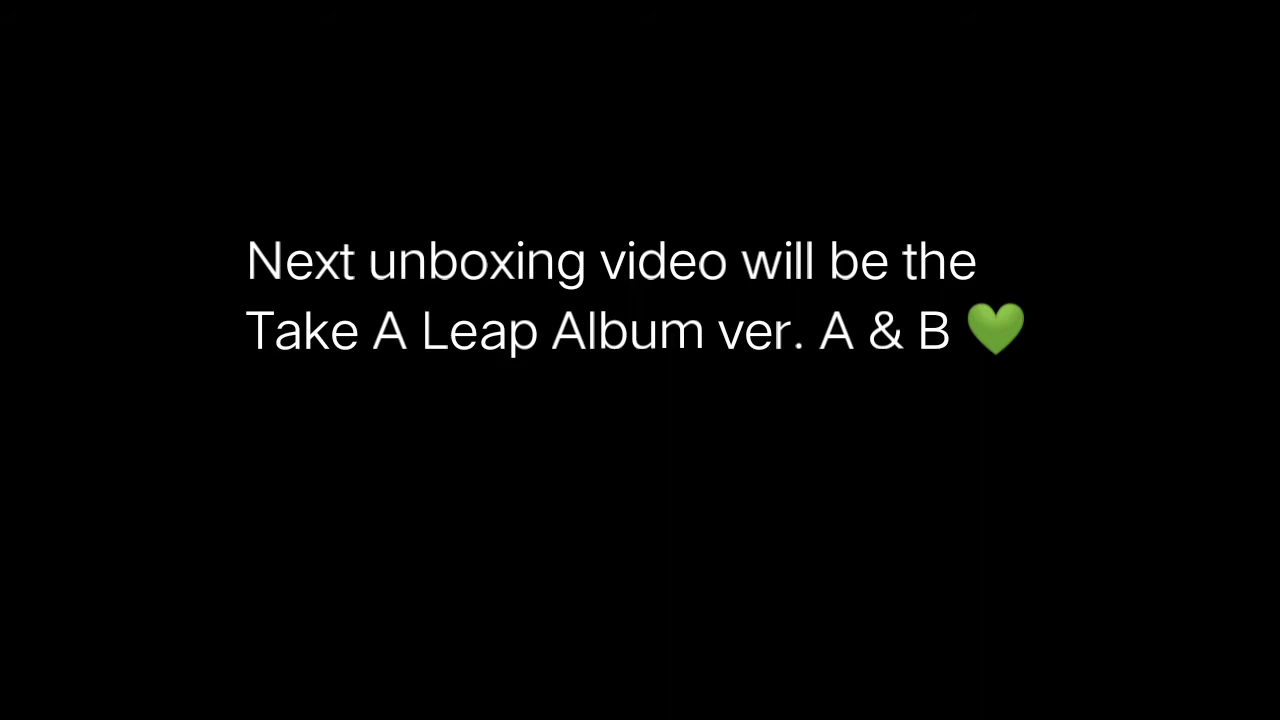 Next unboxing video will be the
Take A Leap Album ver. A & B 💚